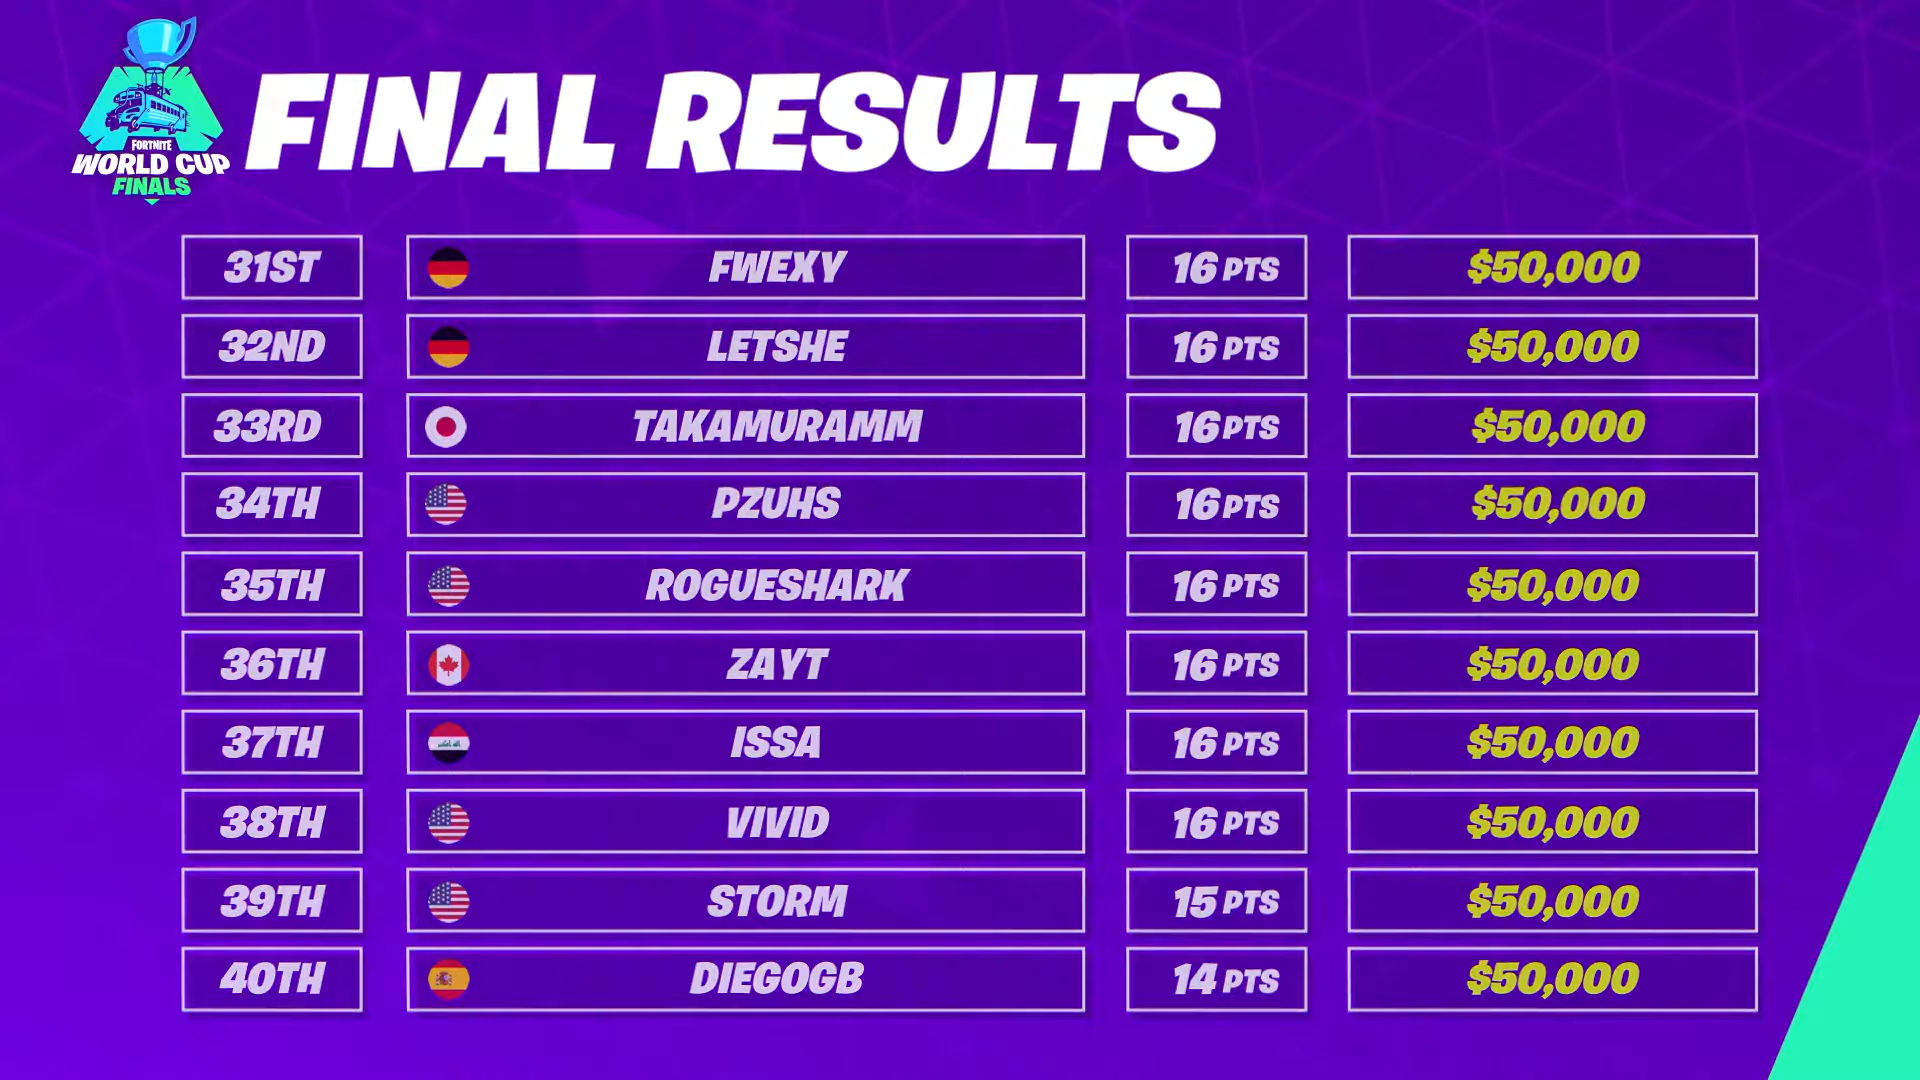 FORTNITE
WORLD CUP
FINALS
FINAL RESULTS
31ST FWEXY 16 PTS $50,000
32ND LETSHE 16 PTS $50,000
33RD TAKAMURAMM 16 PTS $50,000
34TH PZUHS 16 PTS $50,000
35TH ROGUESHARK 16 PTS $50,000
36TH ZAYT 16 PTS $50,000
37TH ISSA 16 PTS $50,000
38TH VIVID 16 PTS $50,000
39TH STORM 15 PTS $50,000
40TH DIEGOGB 14 PTS $50,000